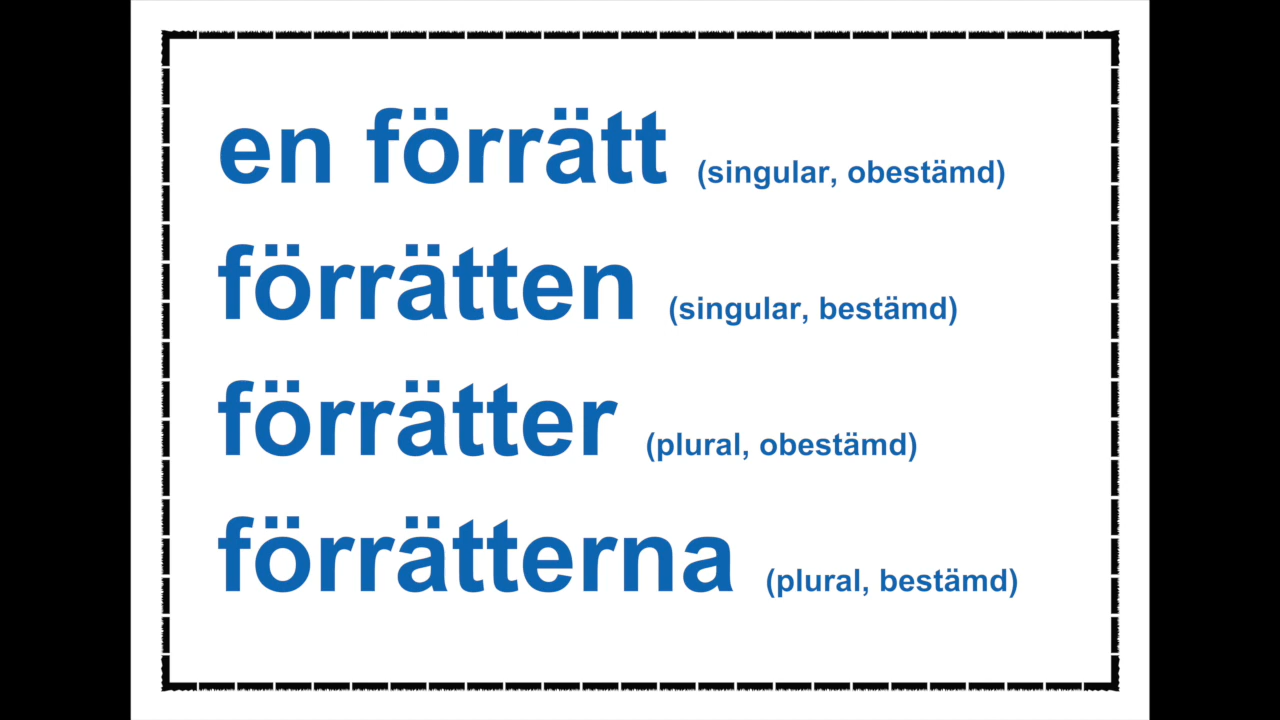 en förrätt (singular, obestämd)
förrätten (singular, bestämd)
förrätter (plural, obestämd)
förrätterna (plural, bestämd)